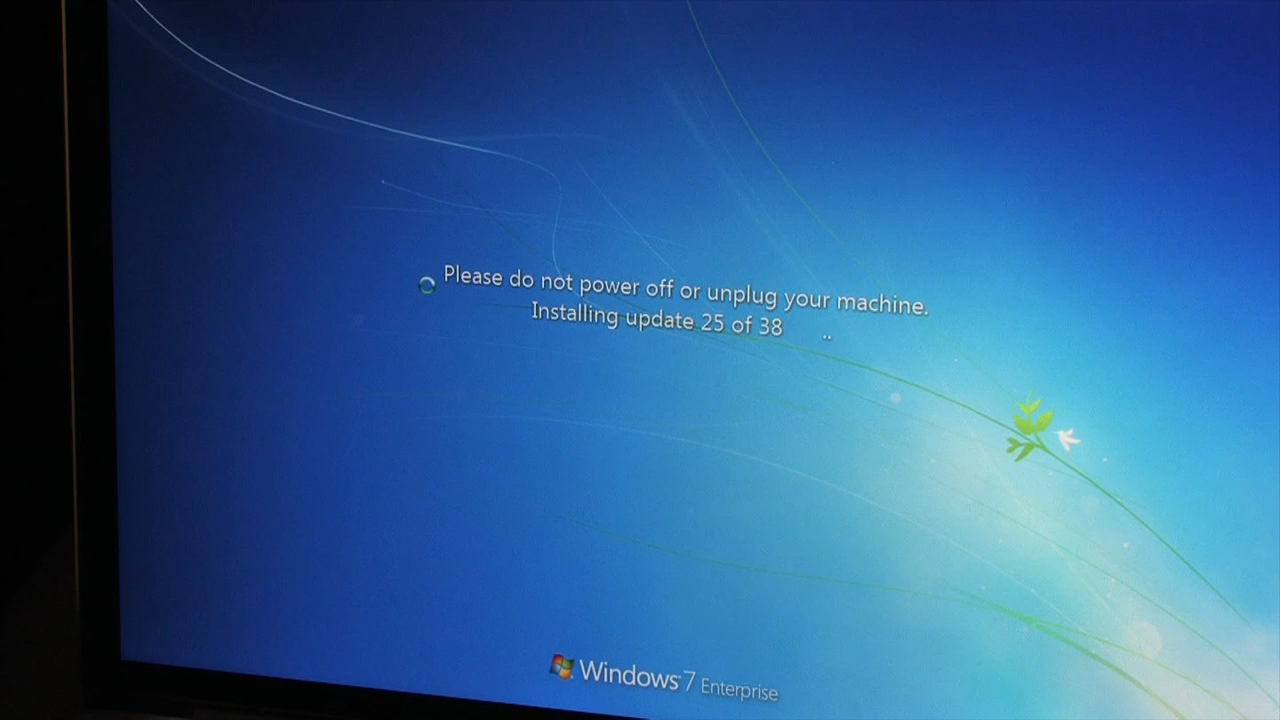 Please do not power off or unplug your machine.
Installing update 25 of 38 ..
Windows 7 Enterprise